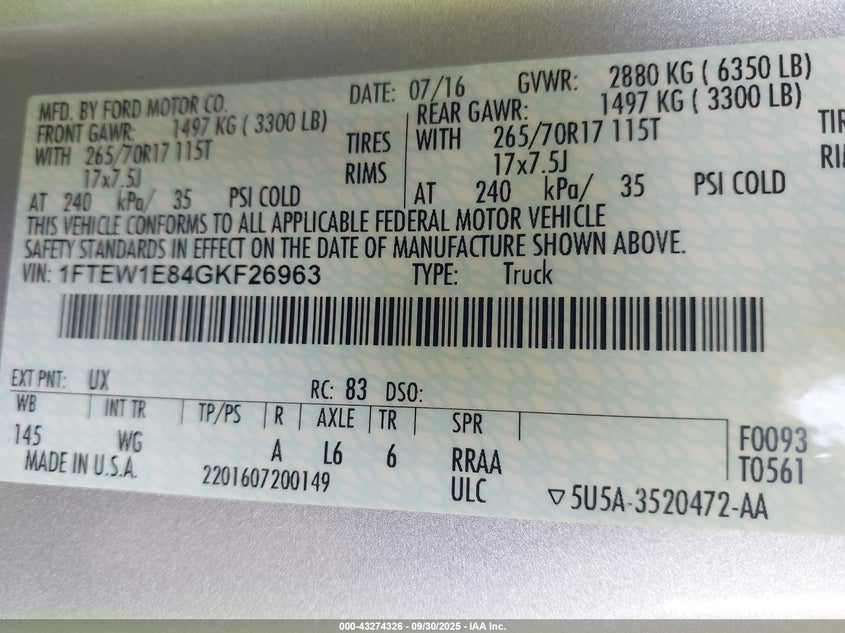 DATE: 07/16 GVWR: 2880 KG ( 6350 LB)
MFD. BY FORD MOTOR CO.
FRONT GAWR: 1497 KG ( 3300 LB) REAR GAWR: 1497 KG ( 3300 LB)
WITH 265/70R17 115T TIRES WITH 265/70R17 115T
17x7.5J RIMS 17x7.5J
AT 240 kPa/ 35 PSI COLD AT 240 kPa/ 35 PSI COLD
THIS VEHICLE CONFORMS TO ALL APPLICABLE FEDERAL MOTOR VEHICLE
SAFETY STANDARDS IN EFFECT ON THE DATE OF MANUFACTURE SHOWN ABOVE.
VIN: 1FTEW1E84GKF26963 TYPE: Truck
EXT PNT: UX RC: 83 DSO:
WB INT TR TP/PS R AXLE TR SPR
145 WG A L6 6 RRAA F0093
MADE IN U.S.A. 2201607200149 ULC T0561
▽5U5A-3520472-AA
000-43274326 - 09/30/2025 - IAA Inc.